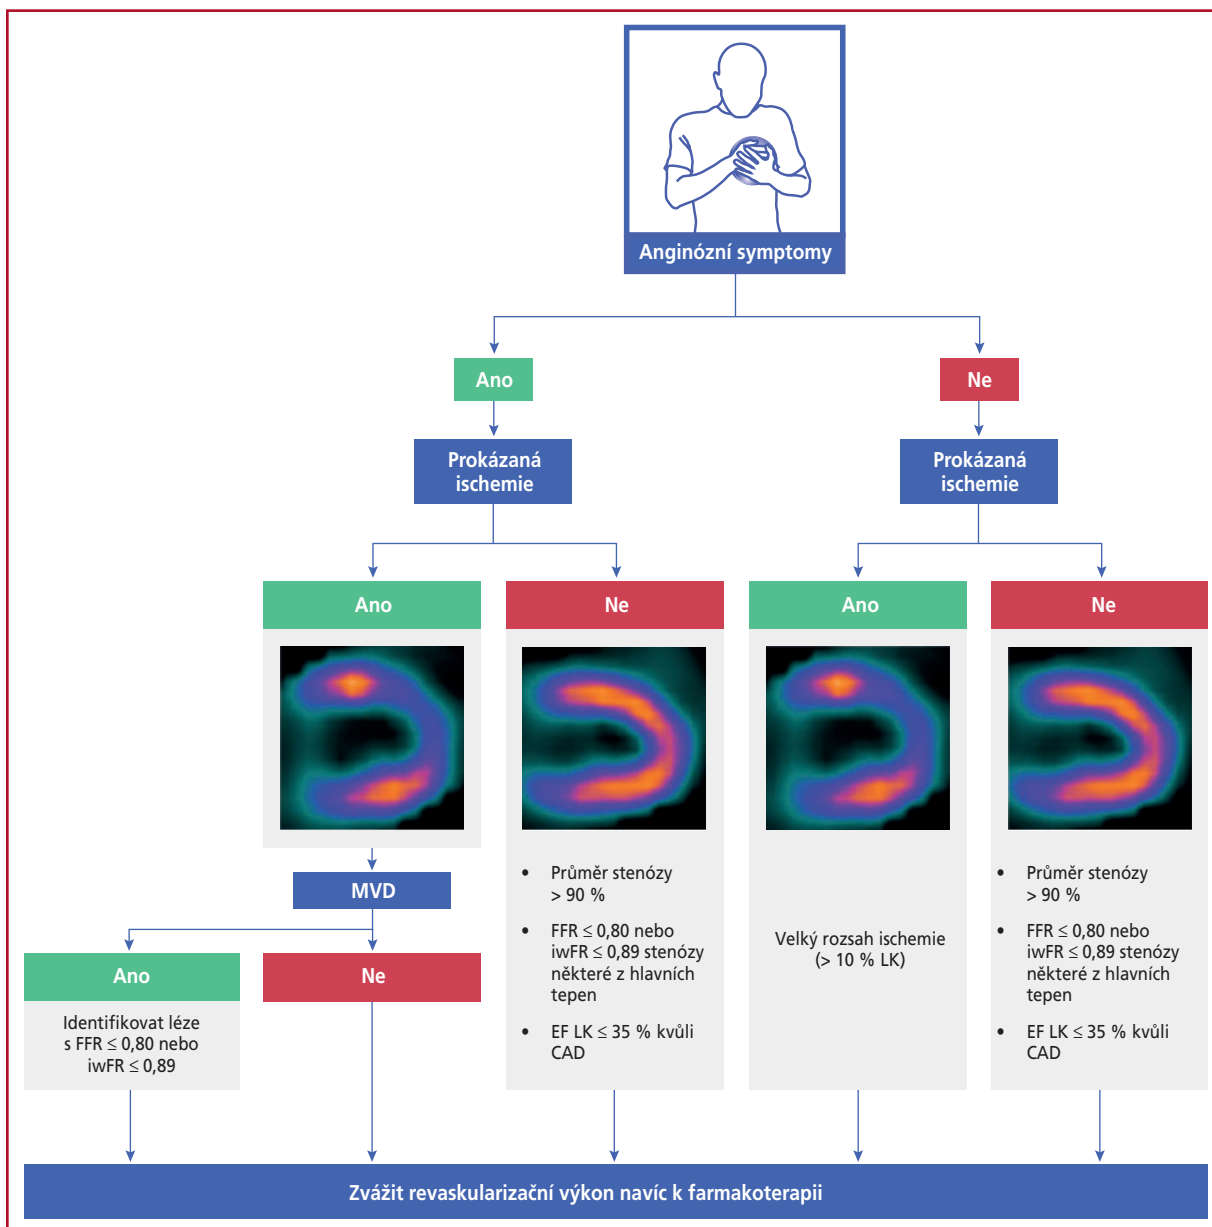 Anginózní symptomy
Ano
Ne
Prokázaná
ischemie
Prokázaná
ischemie
Ano
Ne
Ano
Ne
MVD
Ano
Ne
Identifikovat léze
s FFR ≤ 0,80 nebo
iwFR ≤ 0,89
• Průměr stenózy
> 90 %
• FFR ≤ 0,80 nebo
iwFR ≤ 0,89 stenózy
některé z hlavních
tepen
• EF LK ≤ 35 % kvůli
CAD
Velký rozsah ischemie
(> 10 % LK)
• Průměr stenózy
> 90 %
• FFR ≤ 0,80 nebo
iwFR ≤ 0,89 stenózy
některé z hlavních
tepen
• EF LK ≤ 35 % kvůli
CAD
Zvážit revaskularizační výkon navíc k farmakoterapii